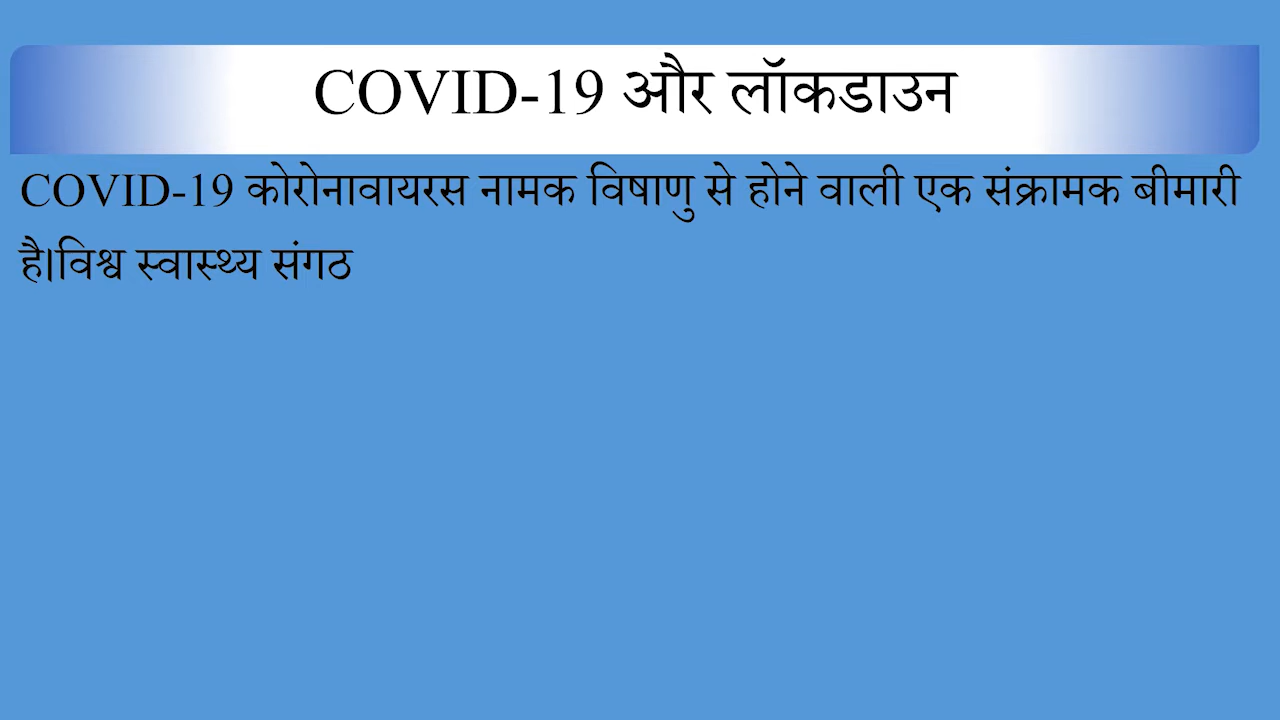 COVID-19 और लॉकडाउन
COVID-19 कोरोनावायरस नामक विषाणु से होने वाली एक संक्रामक बीमारी
है।विश्व स्वास्थ्य संगठ